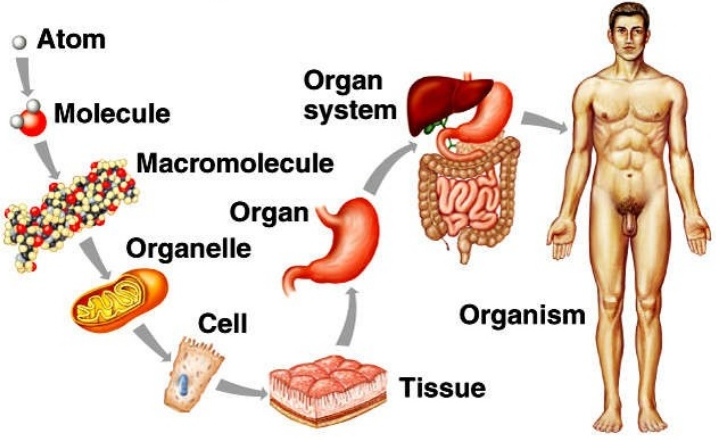 Atom
Molecule
Macromolecule
Organelle
Cell
Tissue
Organ
Organ
system
Organism